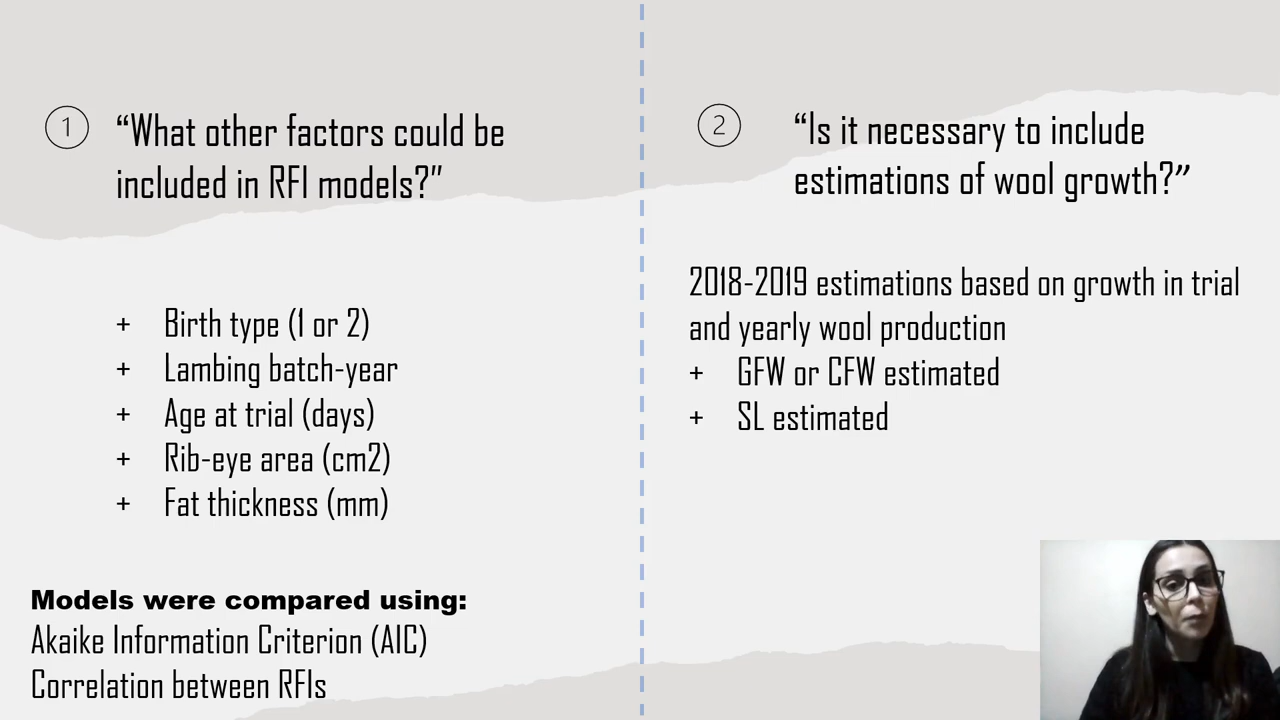 1
“What other factors could be
included in RFI models?”
+ Birth type (1 or 2)
+ Lambing batch-year
+ Age at trial (days)
+ Rib-eye area (cm2)
+ Fat thickness (mm)
Models were compared using:
Akaike Information Criterion (AIC)
Correlation between RFIs
2
“Is it necessary to include
estimations of wool growth?”
2018-2019 estimations based on growth in trial
and yearly wool production
+ GFW or CFW estimated
+ SL estimated